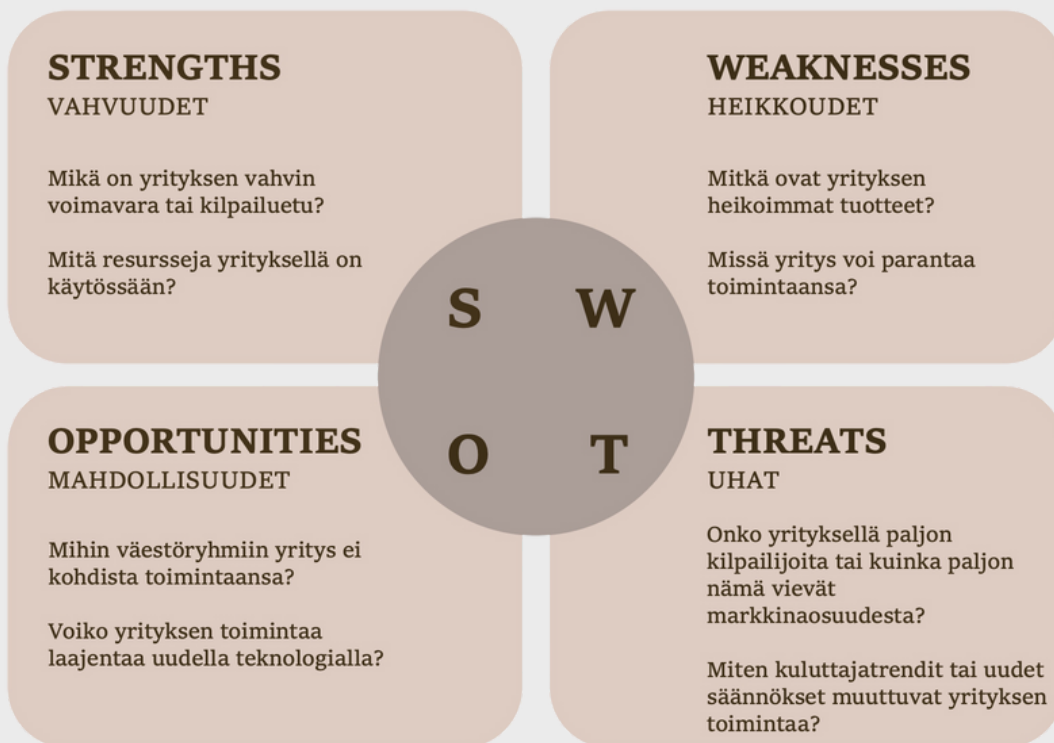 STRENGTHS
VAHVUUDET
Mikä on yrityksen vahvin
voimavara tai kilpailuetu?
Mitä resursseja yrityksellä on
käytössään?
WEAKNESSES
HEIKKOUDET
Mitkä ovat yrityksen
heikoimmat tuotteet?
Missä yritys voi parantaa
toimintaansa?
S W
O T
OPPORTUNITIES
MAHDOLLISUUDET
Mihin väestöryhmiin yritys ei
kohdista toimintaansa?
Voiko yrityksen toimintaa
laajentaa uudella teknologialla?
THREATS
UHAT
Onko yrityksellä paljon
kilpailijoita tai kuinka paljon
nämä vievät
markkinaosuudesta?
Miten kuluttajatrendit tai uudet
säännökset muuttuvat yrityksen
toimintaa?